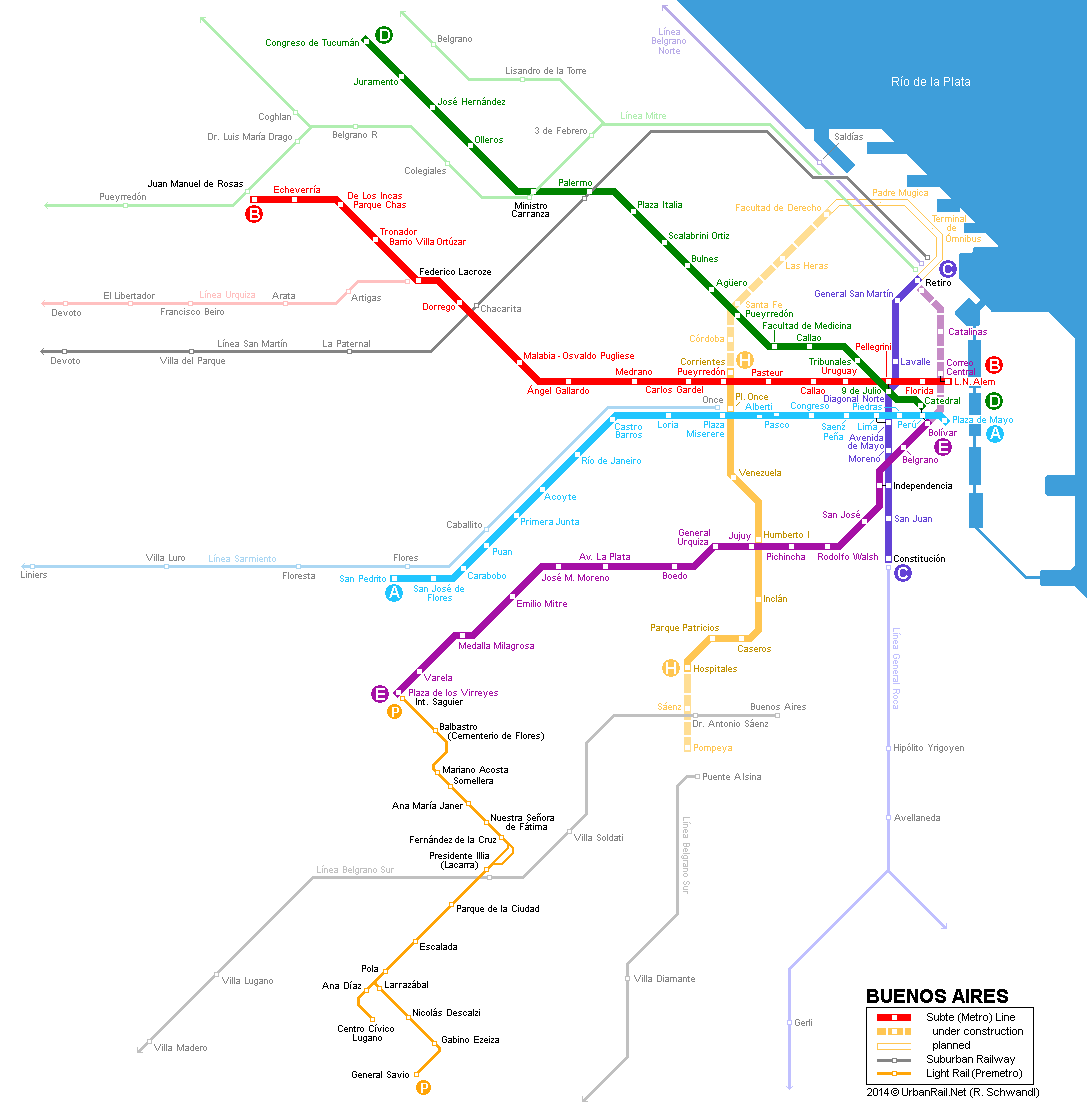 D
Congreso de Tucumán
Belgrano
Línea
Belgrano
Norte
Río de la Plata
Juramento
Lisandro de la Torre
José Hernández
Coghlan
Línea Mitre
Dr. Luis María Drago
Belgrano R
3 de Febrero
Saldías
Olleros
Colegiales
Juan Manuel de Rosas
Echeverría
Palermo
Padre Mugica
Pueyrredón
De Los Incas
Parque Chas
Ministro
Carranza
Plaza Italia
Facultad de Derecho
B
Terminal
de
Ómnibus
Tronador
Barrio Villa Ortúzar
Scalabrini Ortiz
Bulnes
Las Heras
Federico Lacroze
C
Agüero
Retiro
El Libertador
Línea Urquiza
Arata
Artigas
General San Martín
Devoto
Francisco Beiro
Dorrego
Chacarita
Santa Fe
Pueyrredón
Facultad de Medicina
Catalinas
Córdoba
Callao
Línea San Martín
La Paternal
Pellegrini
Devoto
Villa del Parque
Malabia - Osvaldo Pugliese
Corrientes
H
Tribunales
Lavalle
Correo
Central
B
Medrano
Pueyrredón
Pasteur
Uruguay
L.N. Alem
Ángel Gallardo
Carlos Gardel
Callao
9 de Julio
Florida
Diagonal Norte
Catedral
D
Once
Pl. Once
Alberti
Congreso
Piedras
Castro
Barros
Loria
Plaza
Miserere
Pasco
Saenz
Peña
Lima
Perú
Plaza de Mayo
A
Bolívar
Avenida
de Mayo
E
Moreno
Belgrano
Río de Janeiro
Venezuela
Acoyte
Independencia
Primera Junta
San José
San Juan
Caballito
General
Urquiza
Jujuy
Humberto I
Puan
Av. La Plata
Pichincha
Rodolfo Walsh
Constitución
C
Villa Luro
Línea Sarmiento
Flores
Liniers
Floresta
San Pedrito
Carabobo
José M. Moreno
Boedo
A
San José de
Flores
Emilio Mitre
Inclán
Parque Patricios
Medalla Milagrosa
Caseros
Línea General Roca
H
Hospitales
Varela
E
Plaza de los Virreyes
Int. Saguier
P
Sáenz
Buenos Aires
Dr. Antonio Sáenz
Balbastro
(Cementerio de Flores)
Pompeya
Hipólito Yrigoyen
Mariano Acosta
Somellera
Puente Alsina
Ana María Janer
Nuestra Señora
de Fátima
Avellaneda
Fernández de la Cruz
Villa Soldati
Línea Belgrano Sur
Presidente Illia
(Lacarra)
Línea Belgrano Sur
Parque de la Ciudad
Escalada
Pola
Villa Lugano
Ana Díaz
Larrazábal
Villa Diamante
Nicolás Descalzi
Centro Cívico
Lugano
Gerli
Gabino Ezeiza
Villa Madero
General Savio
P
BUENOS AIRES
Subte (Metro) Line
under construction
planned
Suburban Railway
Light Rail (Premetro)
2014 © UrbanRail.Net (R. Schwandl)